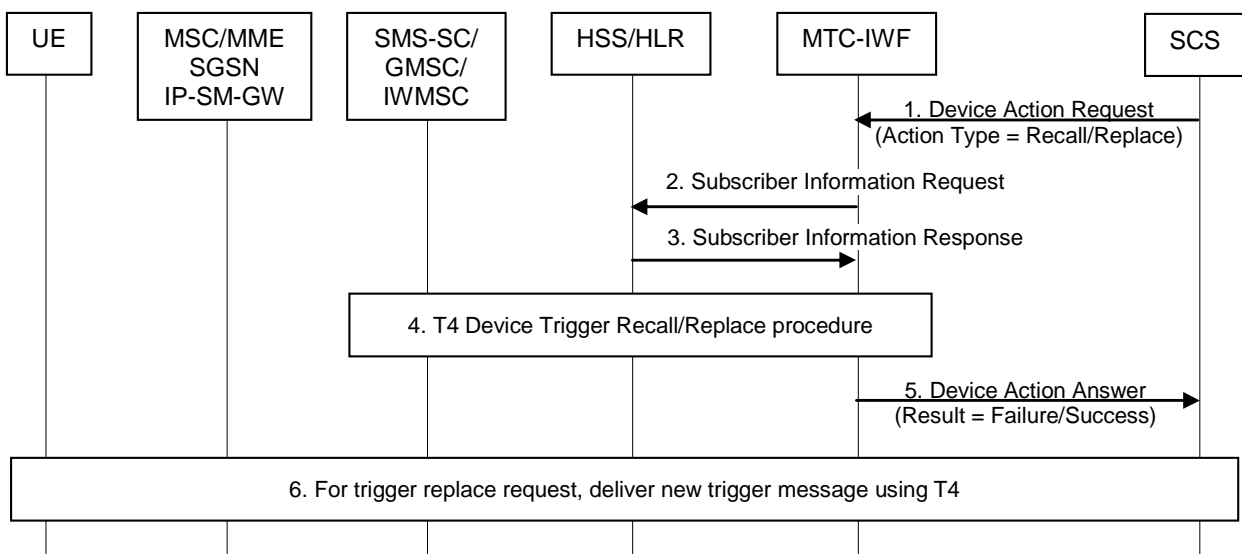 UE
MSC/MME
SGSN
IP-SM-GW
SMS-SC/
GMSC/
IWMSC
HSS/HLR
MTC-IWF
SCS
1. Device Action Request
(Action Type = Recall/Replace)
2. Subscriber Information Request
3. Subscriber Information Response
4. T4 Device Trigger Recall/Replace procedure
5. Device Action Answer
(Result = Failure/Success)
6. For trigger replace request, deliver new trigger message using T4